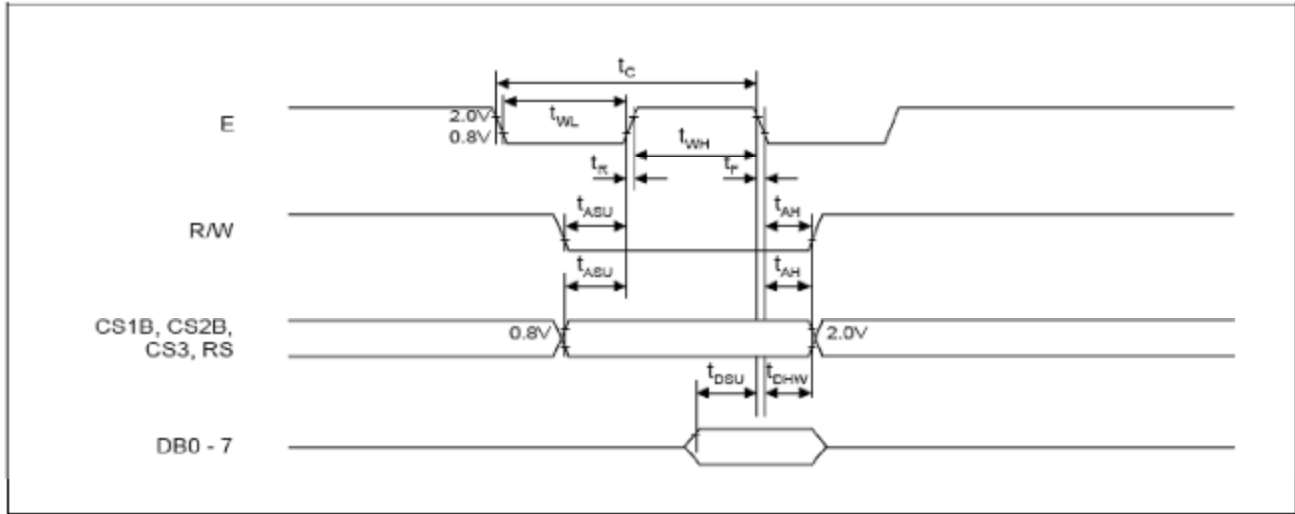 tC
E
2.0V
0.8V
tWL
tWH
tR
tF
R/W
tASU
tAH
tASU
tAH
CS1B, CS2B,
CS3, RS
0.8V
2.0V
tDSU
tDHW
DB0 - 7